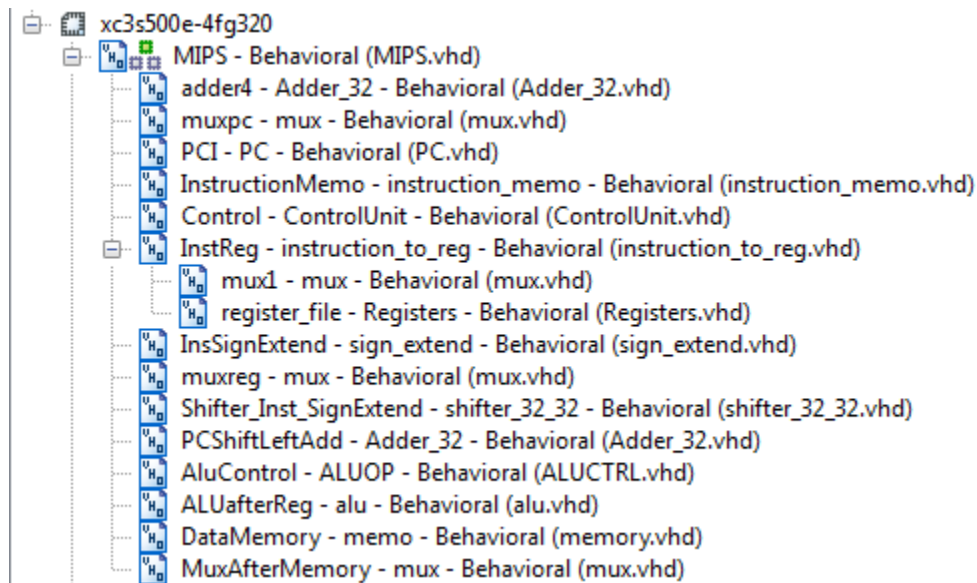 xc3s500e-4fg320
MIPS - Behavioral (MIPS.vhd)
adder4 - Adder_32 - Behavioral (Adder_32.vhd)
muxpc - mux - Behavioral (mux.vhd)
PCI - PC - Behavioral (PC.vhd)
InstructionMemo - instruction_memo - Behavioral (instruction_memo.vhd)
Control - ControlUnit - Behavioral (ControlUnit.vhd)
InstReg - instruction_to_reg - Behavioral (instruction_to_reg.vhd)
mux1 - mux - Behavioral (mux.vhd)
register_file - Registers - Behavioral (Registers.vhd)
InsSignExtend - sign_extend - Behavioral (sign_extend.vhd)
muxreg - mux - Behavioral (mux.vhd)
Shifter_Inst_SignExtend - shifter_32_32 - Behavioral (shifter_32_32.vhd)
PCShiftLeftAdd - Adder_32 - Behavioral (Adder_32.vhd)
AluControl - ALUOP - Behavioral (ALUCTRL.vhd)
ALUafterReg - alu - Behavioral (alu.vhd)
DataMemory - memo - Behavioral (memory.vhd)
MuxAfterMemory - mux - Behavioral (mux.vhd)